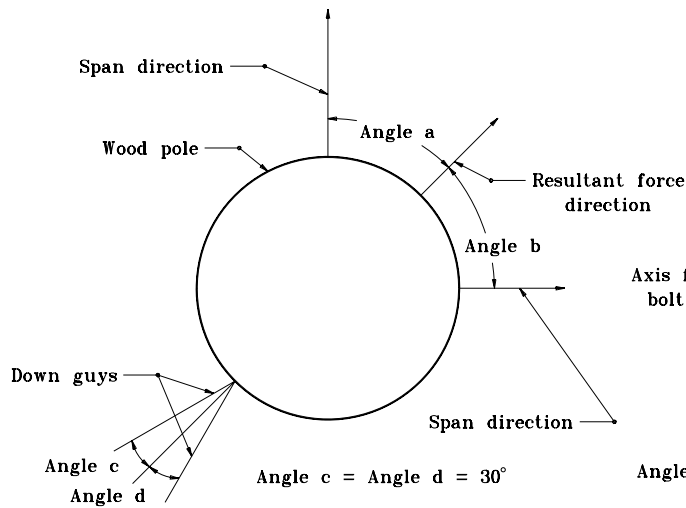 Span direction
Angle a
Wood pole
Resultant force
direction
Angle b
Axis f
bolt
Down guys
Span direction
Angle c
Angle c = Angle d = 30°
Angle
Angle d